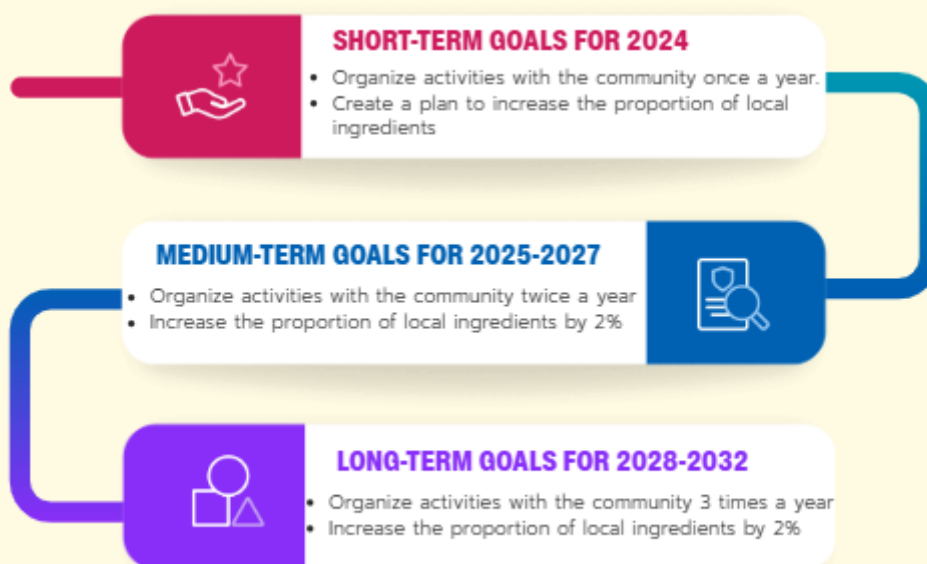 SHORT-TERM GOALS FOR 2024
• Organize activities with the community once a year.
• Create a plan to increase the proportion of local
ingredients
MEDIUM-TERM GOALS FOR 2025-2027
• Organize activities with the community twice a year
• Increase the proportion of local ingredients by 2%
LONG-TERM GOALS FOR 2028-2032
• Organize activities with the community 3 times a year
• Increase the proportion of local ingredients by 2%